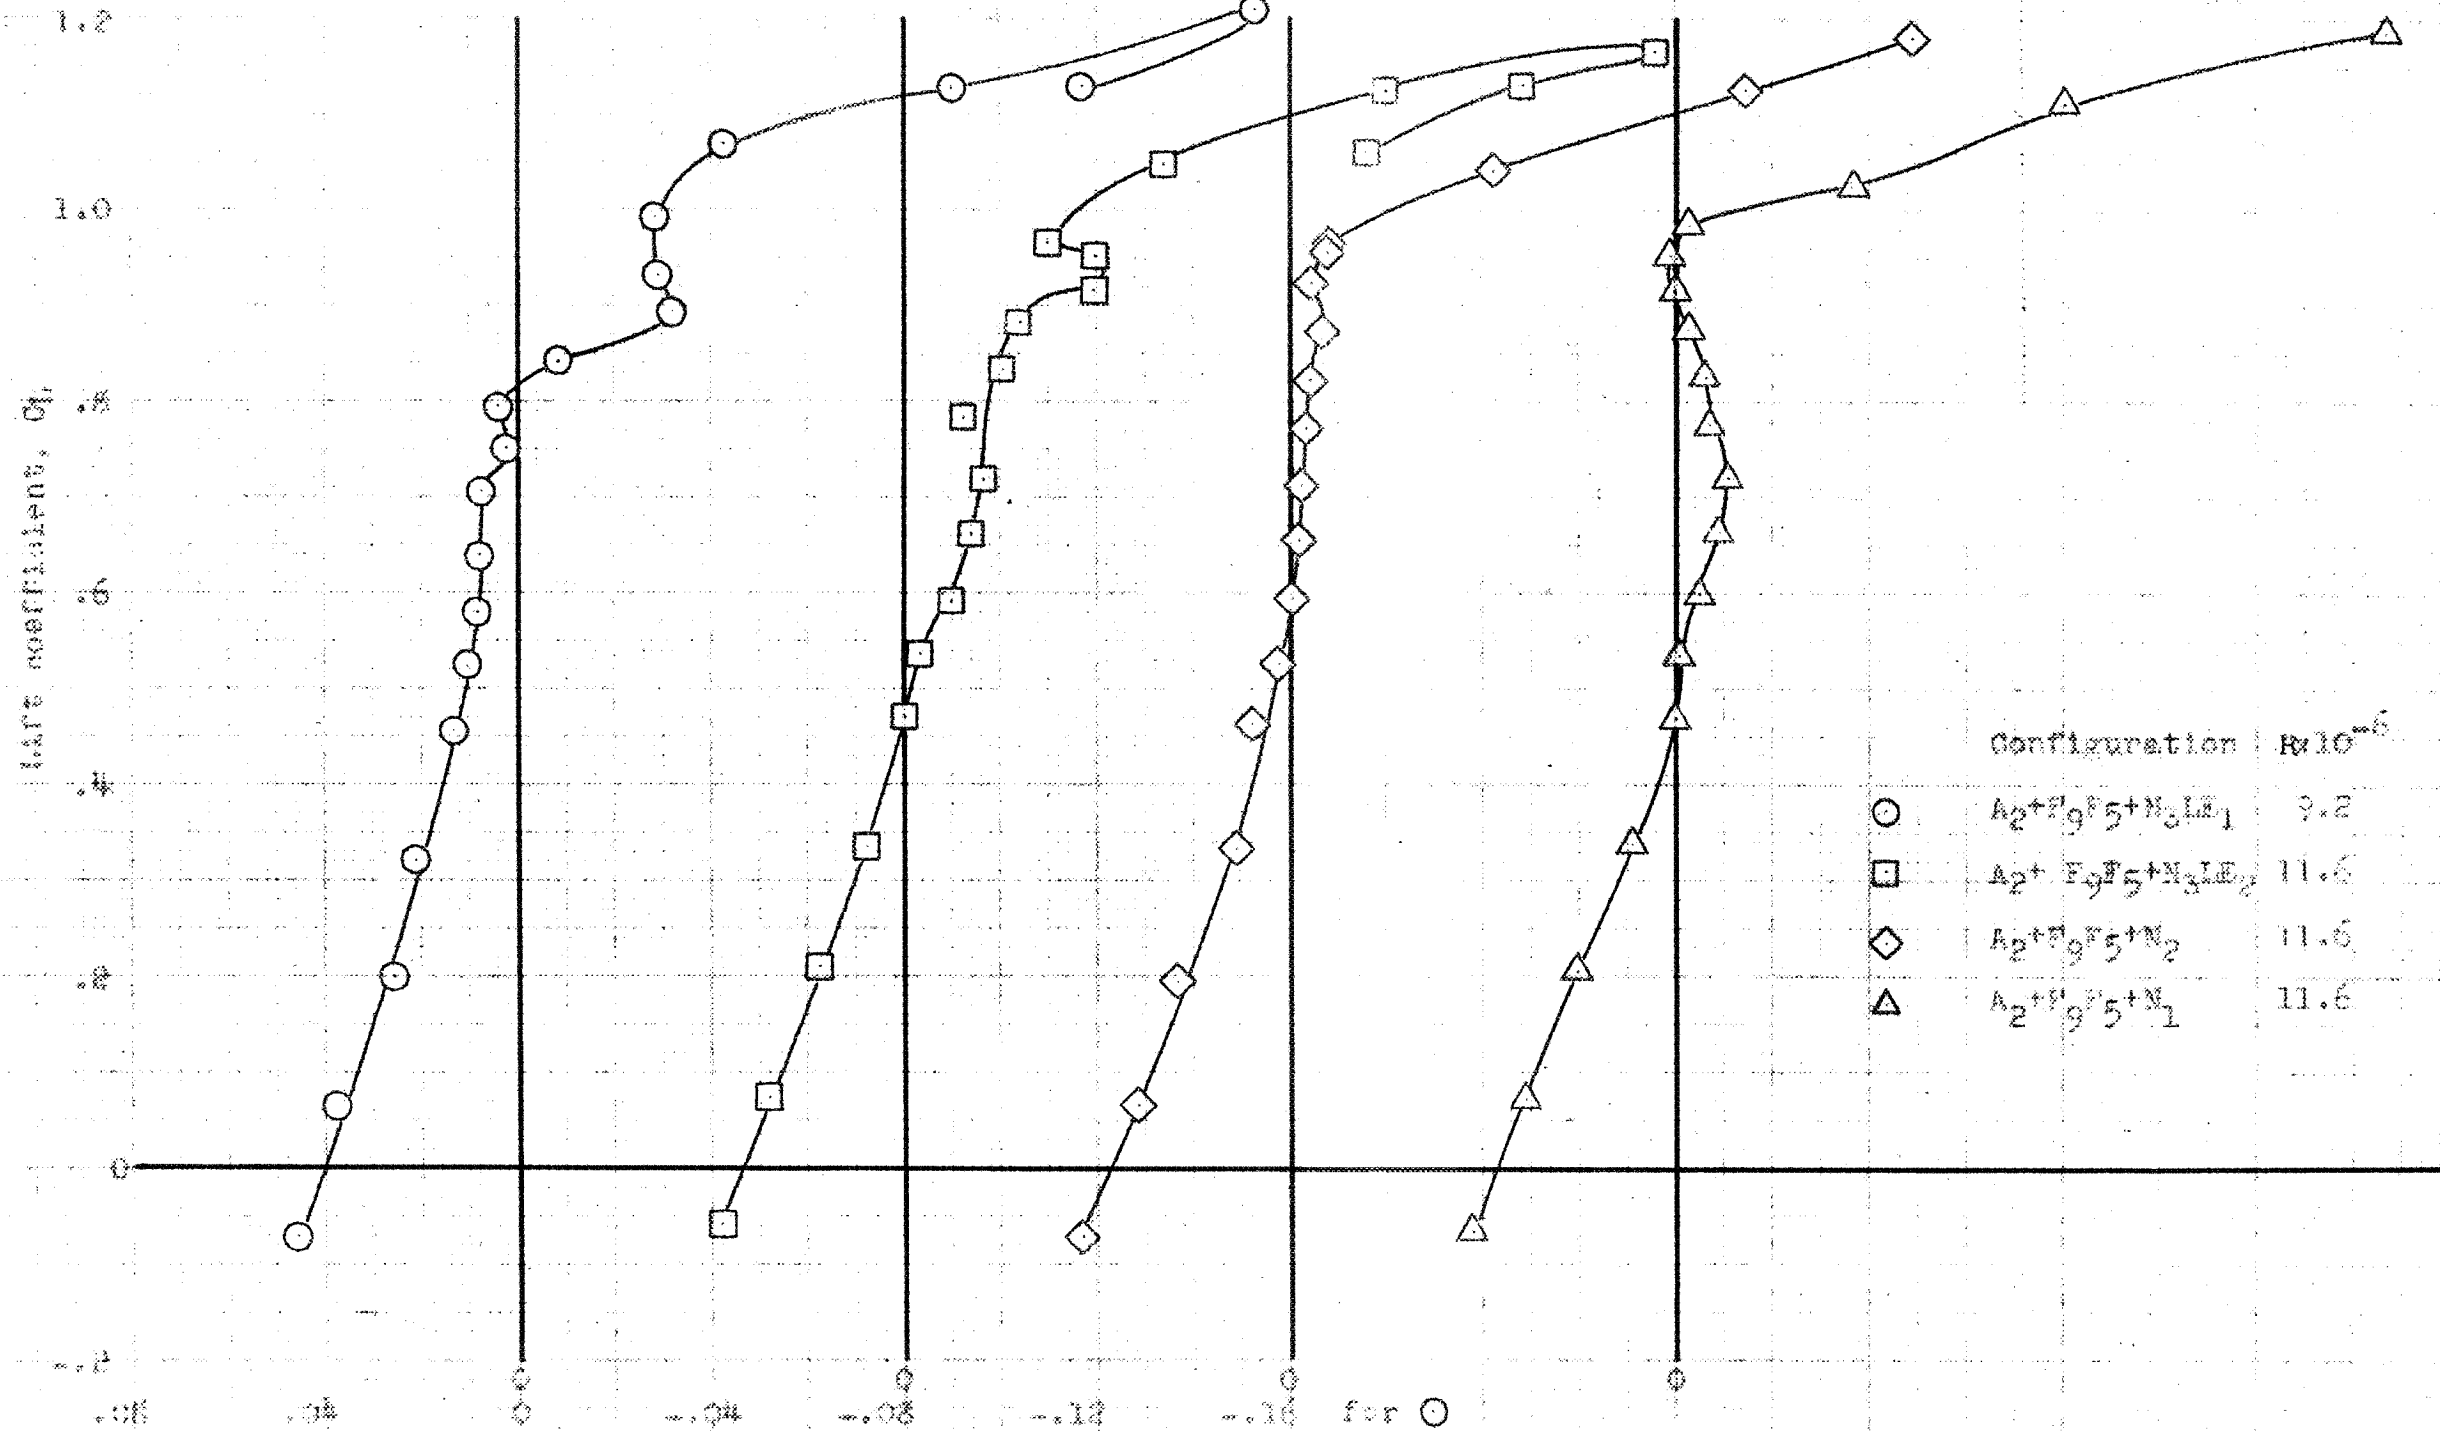 1.2
1.0
.8
.6
.4
.2
0
-.2
Lift coefficient, CL
Configuration R×10-6
A2+F9F5+N3LE1 9.2
A2+ F9F5+N3LE2 11.6
A2+F9F5+N2 11.6
A2+F9F5+N1 11.6
0 0 0 0
.08 .04 0 -.04 -.08 -.12 -.16 for